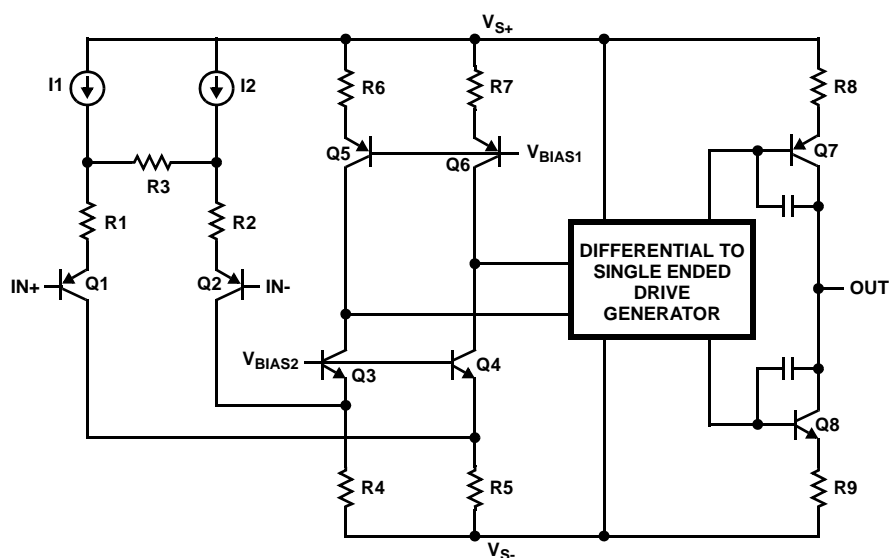 VS+
I1
I2
R6
R7
R8
Q5
Q6
VBIAS1
Q7
R3
R1
R2
DIFFERENTIAL TO
SINGLE ENDED
DRIVE
GENERATOR
IN+
Q1
Q2
IN-
OUT
VBIAS2
Q3
Q4
Q8
R4
R5
R9
VS-